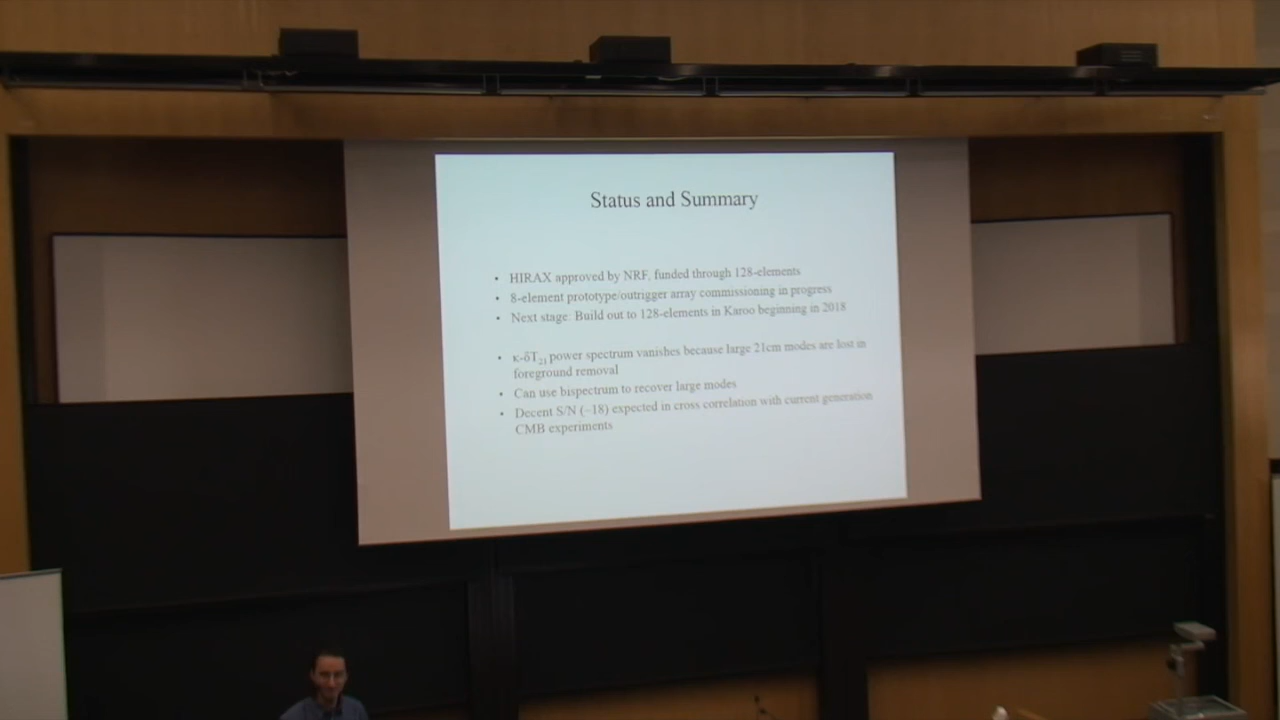 Status and Summary
• HIRAX approved by NRF, funded through 128-elements
• 8-element prototype/outrigger array commissioning in progress
• Next stage: Build out to 128-elements in Karoo beginning in 2018
• κ-δT21 power spectrum vanishes because large 21cm modes are lost in
foreground removal
• Can use bispectrum to recover large modes
• Decent S/N (~18) expected in cross correlation with current generation
CMB experiments